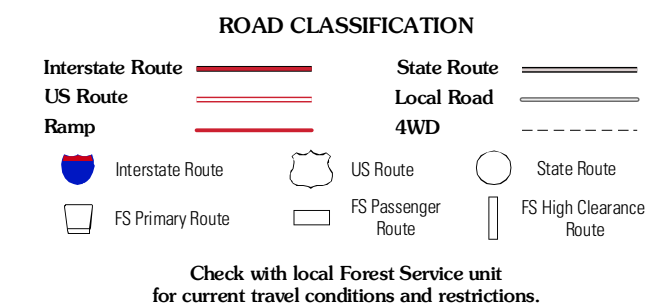 ROAD CLASSIFICATION
Interstate Route
State Route
US Route
Local Road
Ramp
4WD
Interstate Route
US Route
State Route
FS Primary Route
FS Passenger
Route
FS High Clearance
Route
Check with local Forest Service unit
for current travel conditions and restrictions.